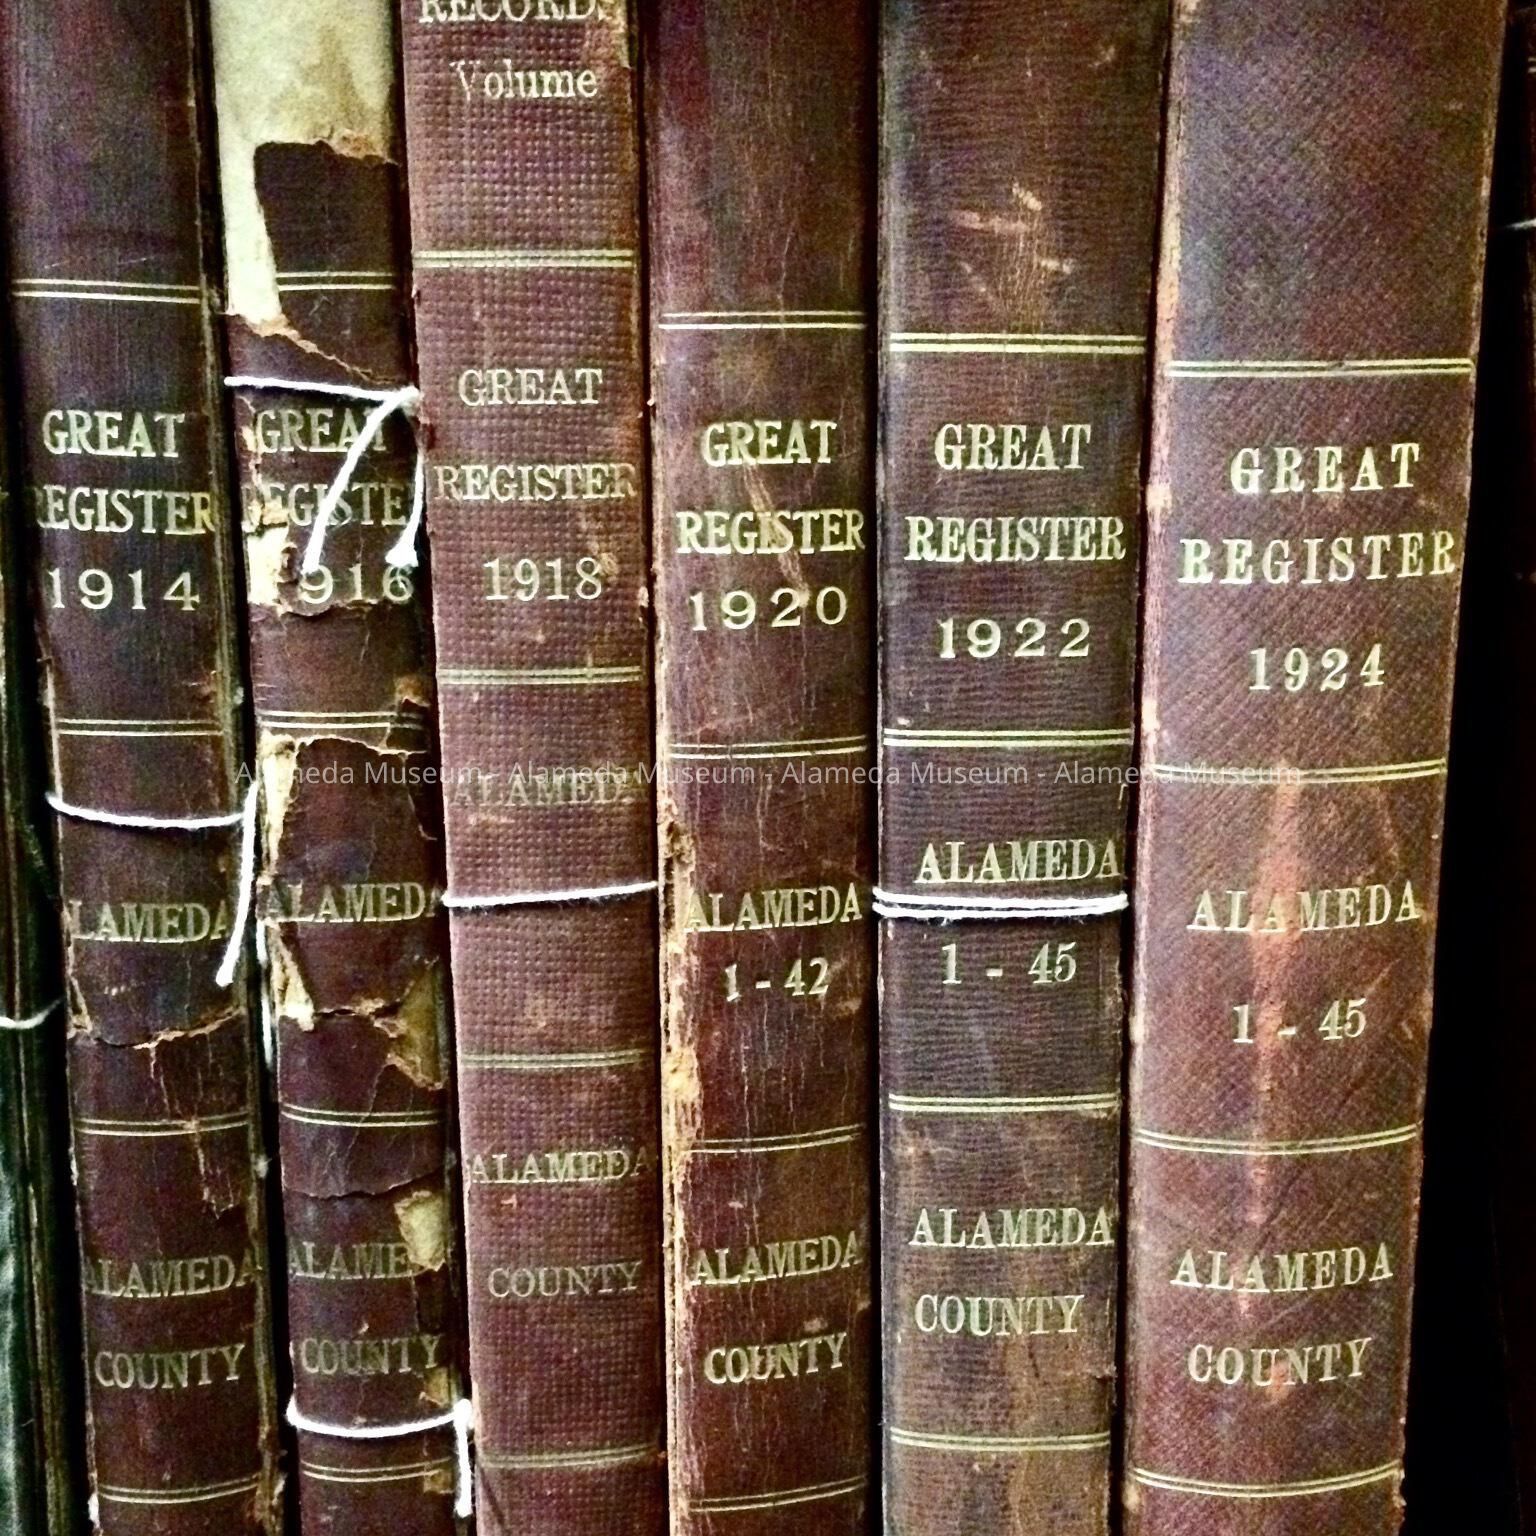 GREAT
REGISTER
1914
ALAMEDA
ALAMEDA
COUNTY
GREAT
REGISTER
1916
ALAMEDA
ALAMEDA
COUNTY
RECORDS
Volume
GREAT
REGISTER
1918
ALAMEDA
ALAMEDA
COUNTY
GREAT
REGISTER
1920
ALAMEDA
1 - 42
ALAMEDA
COUNTY
GREAT
REGISTER
1922
ALAMEDA
1 - 45
ALAMEDA
COUNTY
GREAT
REGISTER
1924
ALAMEDA
1 - 45
ALAMEDA
COUNTY
Alameda Museum - Alameda Museum - Alameda Museum - Alameda Museum